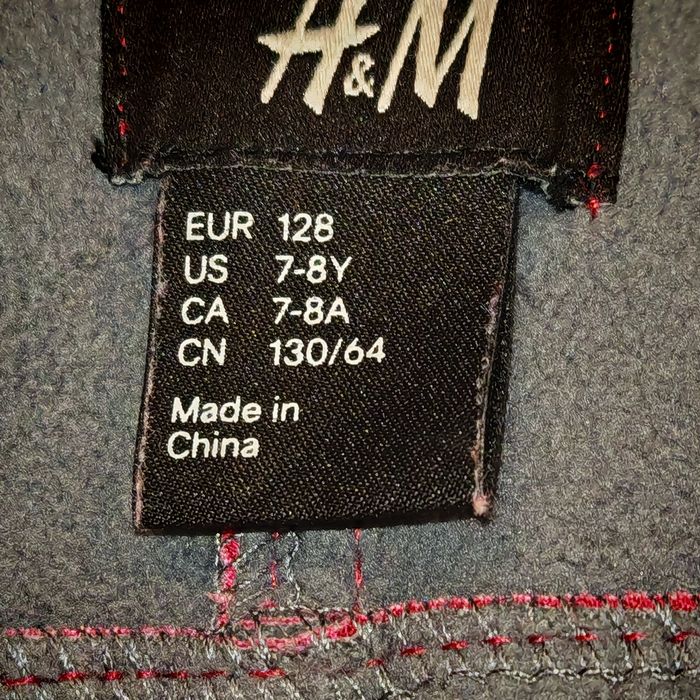 H&M
EUR 128
US 7-8Y
CA 7-8A
CN 130/64
Made in
China